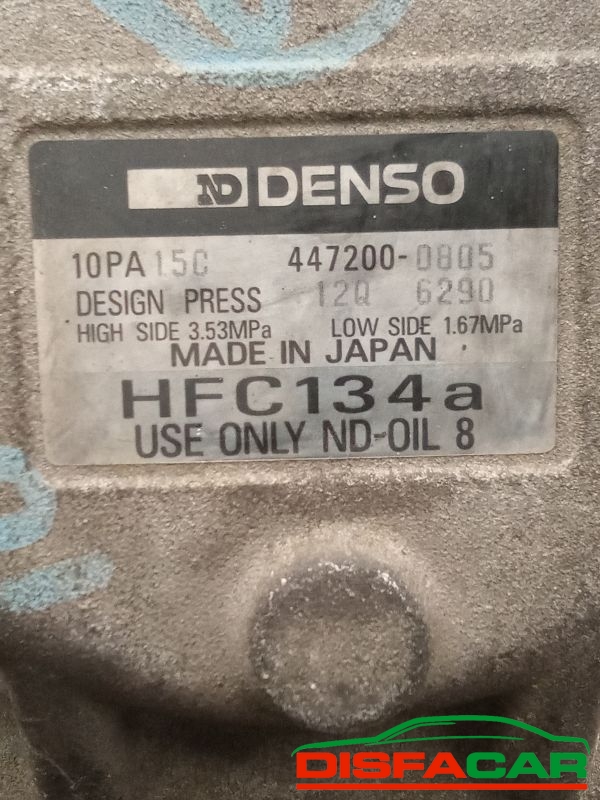 ND DENSO
10PA15C 447200-0805
DESIGN PRESS 12Q 6290
HIGH SIDE 3.53MPa LOW SIDE 1.67MPa
MADE IN JAPAN
HFC134a
USE ONLY ND-OIL 8
DISFACAR